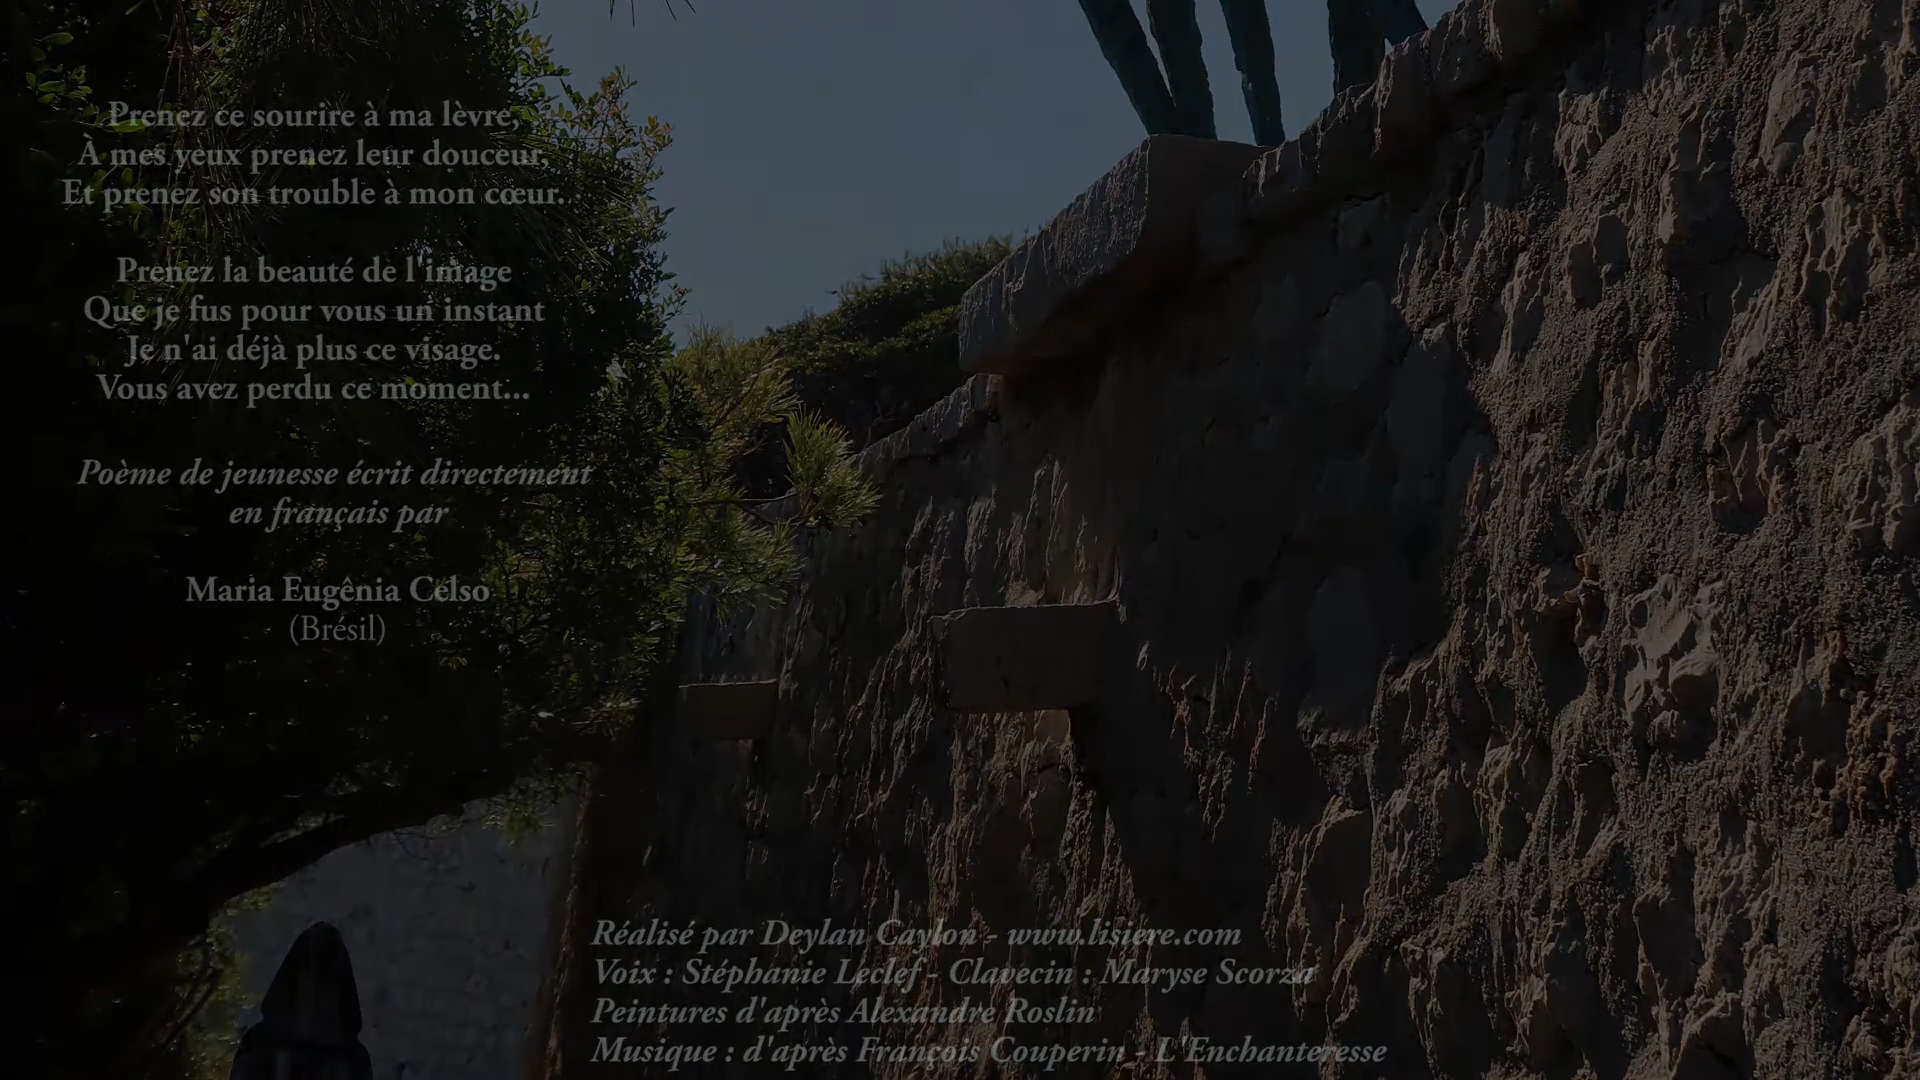 Prenez ce sourire à ma lèvre,
À mes yeux prenez leur douceur,
Et prenez son trouble à mon cœur.
Prenez la beauté de l'image
Que je fus pour vous un instant
Je n'ai déjà plus ce visage.
Vous avez perdu ce moment...
Poème de jeunesse écrit directement
en français par
Maria Eugênia Celso
(Brésil)
Réalisé par Deylan Caylon - www.lisiere.com
Voix : Stéphanie Leclef - Clavecin : Maryse Scorza
Peintures d'après Alexandre Roslin
Musique : d'après François Couperin - L'Enchanteresse